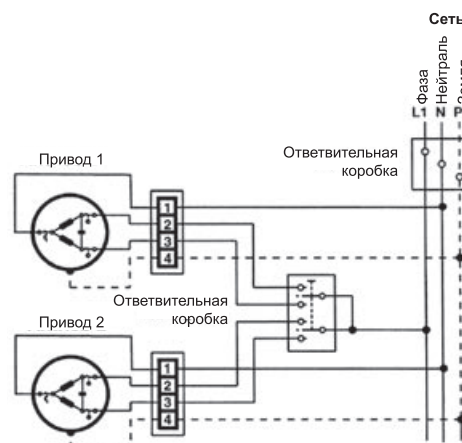 Сеть
Фаза
Нейтраль
L1 N P
Ответвительная
коробка
Привод 1
1
2
3
4
Ответвительная
коробка
Привод 2
1
2
3
4